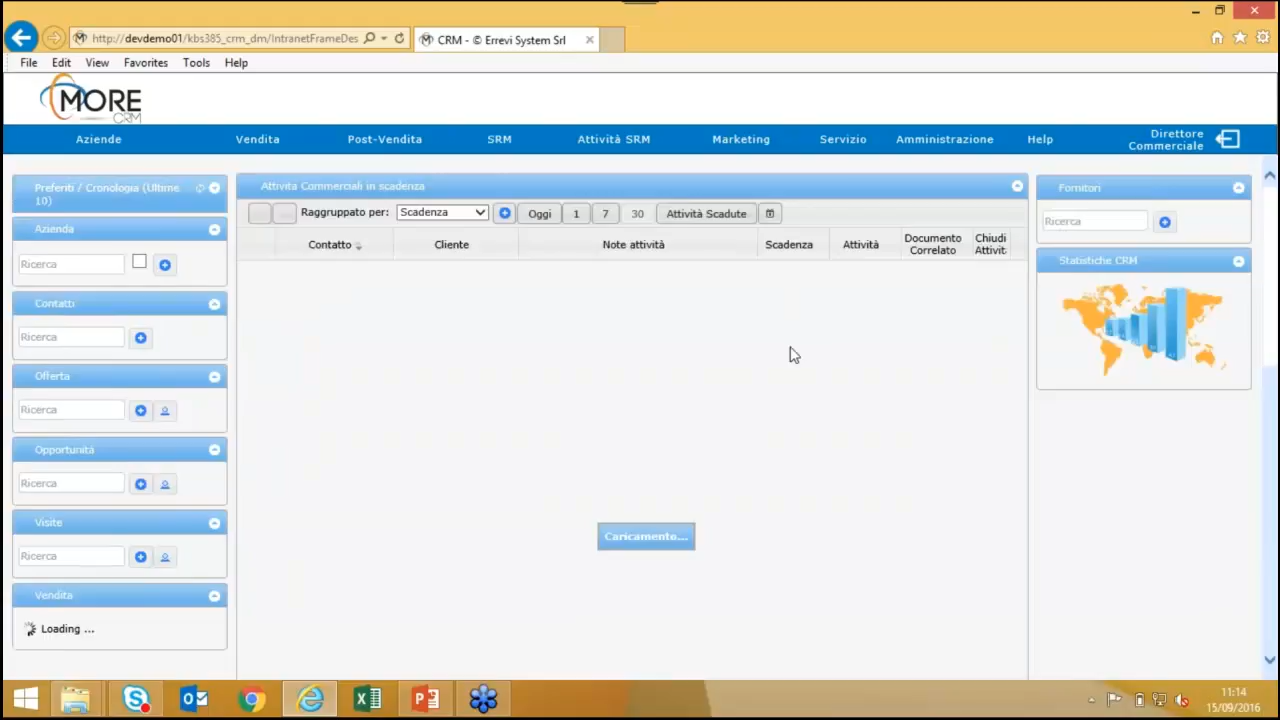 http://devdemo01/kbs385_crm_dm/IntranetFrameDes
CRM - © Errevi System Srl
File Edit View Favorites Tools Help
MORE
CRM
Aziende Vendita Post-Vendita SRM Attività SRM Marketing Servizio Amministrazione Help Direttore Commerciale
Preferiti / Cronologia (Ultime 10)
Azienda
Ricerca
Contatti
Ricerca
Offerta
Ricerca
Opportunità
Ricerca
Visite
Ricerca
Vendita
Loading ...
Attività Commerciali in scadenza
Raggruppato per: Scadenza Oggi 1 7 30 Attività Scadute
Contatto Cliente Note attività Scadenza Attività Documento Correlato Chiudi Attivit
Caricamento...
Fornitori
Ricerca
Statistiche CRM
11:14
15/09/2016